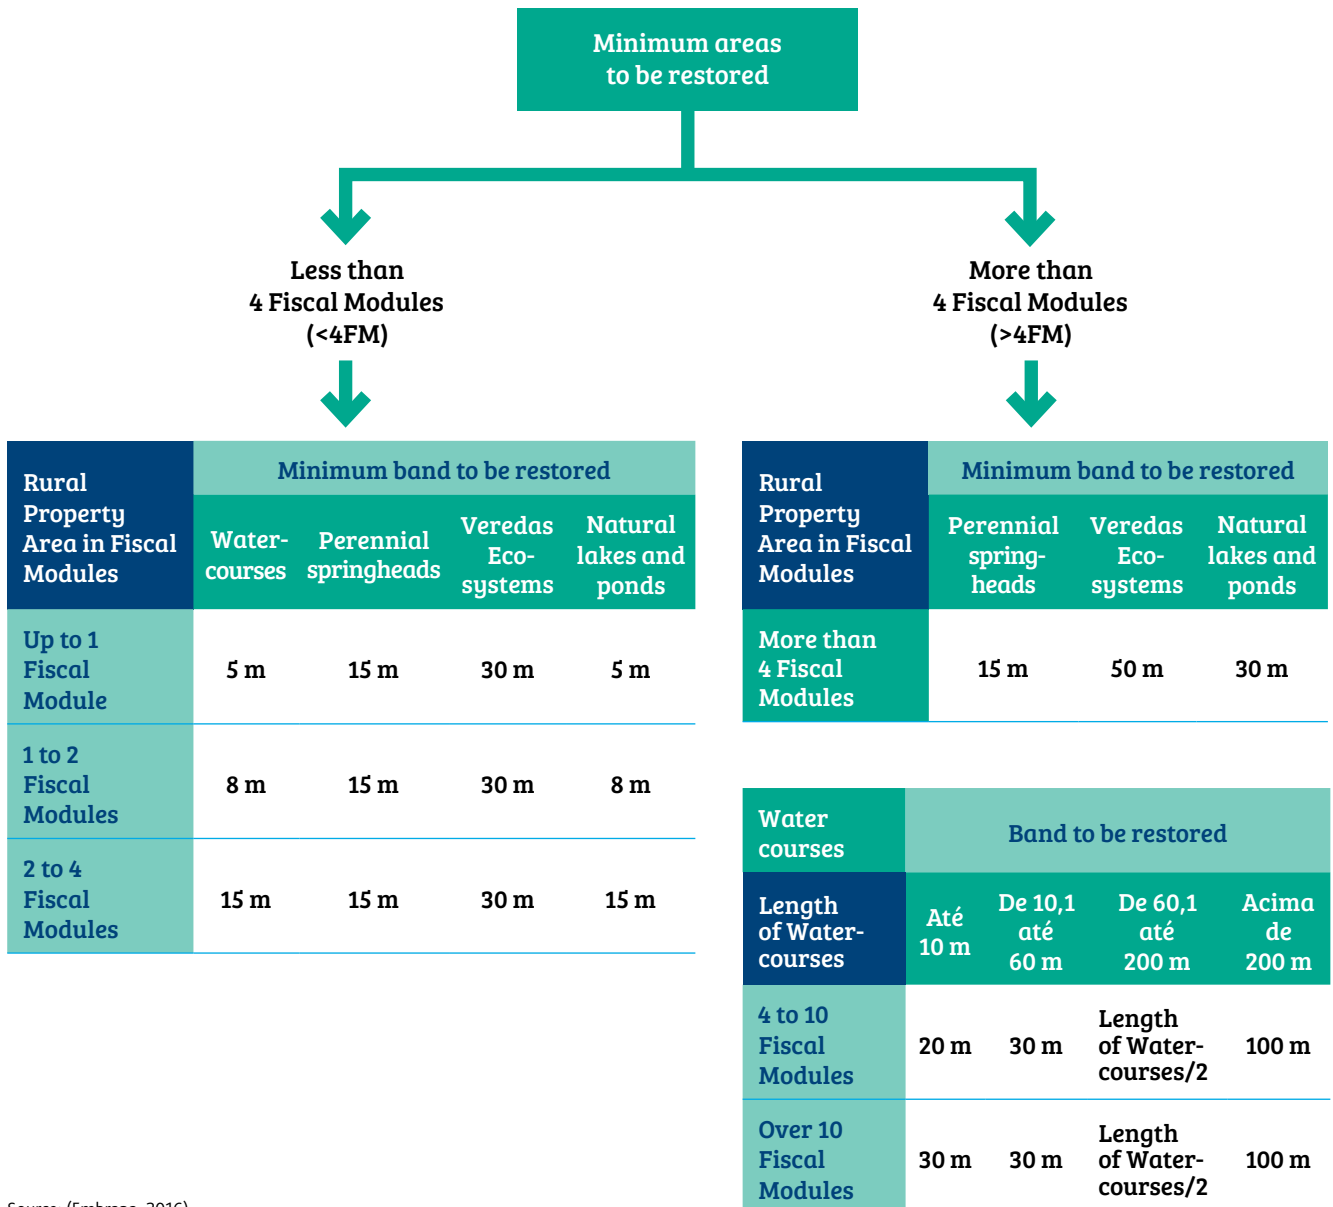 Minimum areas
to be restored
Less than
4 Fiscal Modules
(<4FM)
More than
4 Fiscal Modules
(>4FM)
Rural
Property
Area in Fiscal
Modules
Minimum band to be restored
Water-
courses
Perennial
springheads
Veredas
Eco-
systems
Natural
lakes and
ponds
Up to 1
Fiscal
Module
5 m
15 m
30 m
5 m
1 to 2
Fiscal
Modules
8 m
15 m
30 m
8 m
2 to 4
Fiscal
Modules
15 m
15 m
30 m
15 m
Rural
Property
Area in Fiscal
Modules
Minimum band to be restored
Perennial
spring-
heads
Veredas
Eco-
systems
Natural
lakes and
ponds
More than
4 Fiscal
Modules
15 m
50 m
30 m
Water
courses
Band to be restored
Length
of Water-
courses
Até
10 m
De 10,1
até
60 m
De 60,1
até
200 m
Acima
de
200 m
4 to 10
Fiscal
Modules
20 m
30 m
Length
of Water-
courses/2
100 m
Over 10
Fiscal
Modules
30 m
30 m
Length
of Water-
courses/2
100 m
Source: (Embrapa, 2016)